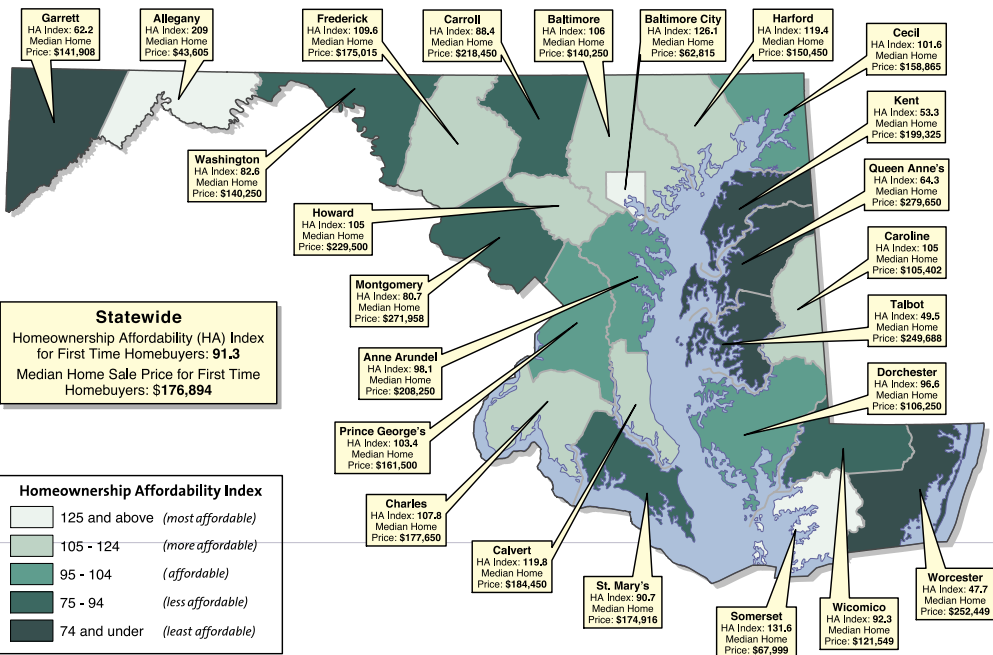 Garrett
HA Index: 62.2
Median Home
Price: $141,908
Allegany
HA Index: 209
Median Home
Price: $43,605
Frederick
HA Index: 109.6
Median Home
Price: $175,015
Carroll
HA Index: 88.4
Median Home
Price: $218,450
Baltimore
HA Index: 106
Median Home
Price: $140,250
Baltimore City
HA Index: 126.1
Median Home
Price: $62,815
Harford
HA Index: 119.4
Median Home
Price: $150,450
Cecil
HA Index: 101.6
Median Home
Price: $158,865
Kent
HA Index: 53.3
Median Home
Price: $199,325
Washington
HA Index: 82.6
Median Home
Price: $140,250
Queen Anne's
HA Index: 64.3
Median Home
Price: $279,650
Howard
HA Index: 105
Median Home
Price: $229,500
Caroline
HA Index: 105
Median Home
Price: $105,402
Montgomery
HA Index: 80.7
Median Home
Price: $271,958
Talbot
HA Index: 49.5
Median Home
Price: $249,688
Statewide
Homeownership Affordability (HA) Index
for First Time Homebuyers: 91.3
Median Home Sale Price for First Time
Homebuyers: $176,894
Anne Arundel
HA Index: 98.1
Median Home
Price: $208,250
Dorchester
HA Index: 96.6
Median Home
Price: $106,250
Prince George's
HA Index: 103.4
Median Home
Price: $161,500
Charles
HA Index: 107.8
Median Home
Price: $177,650
Calvert
HA Index: 119.8
Median Home
Price: $184,450
St. Mary's
HA Index: 90.7
Median Home
Price: $174,916
Somerset
HA Index: 131.6
Median Home
Price: $67,999
Wicomico
HA Index: 92.3
Median Home
Price: $121,549
Worcester
HA Index: 47.7
Median Home
Price: $252,449
Homeownership Affordability Index
125 and above (most affordable)
105 - 124 (more affordable)
95 - 104 (affordable)
75 - 94 (less affordable)
74 and under (least affordable)